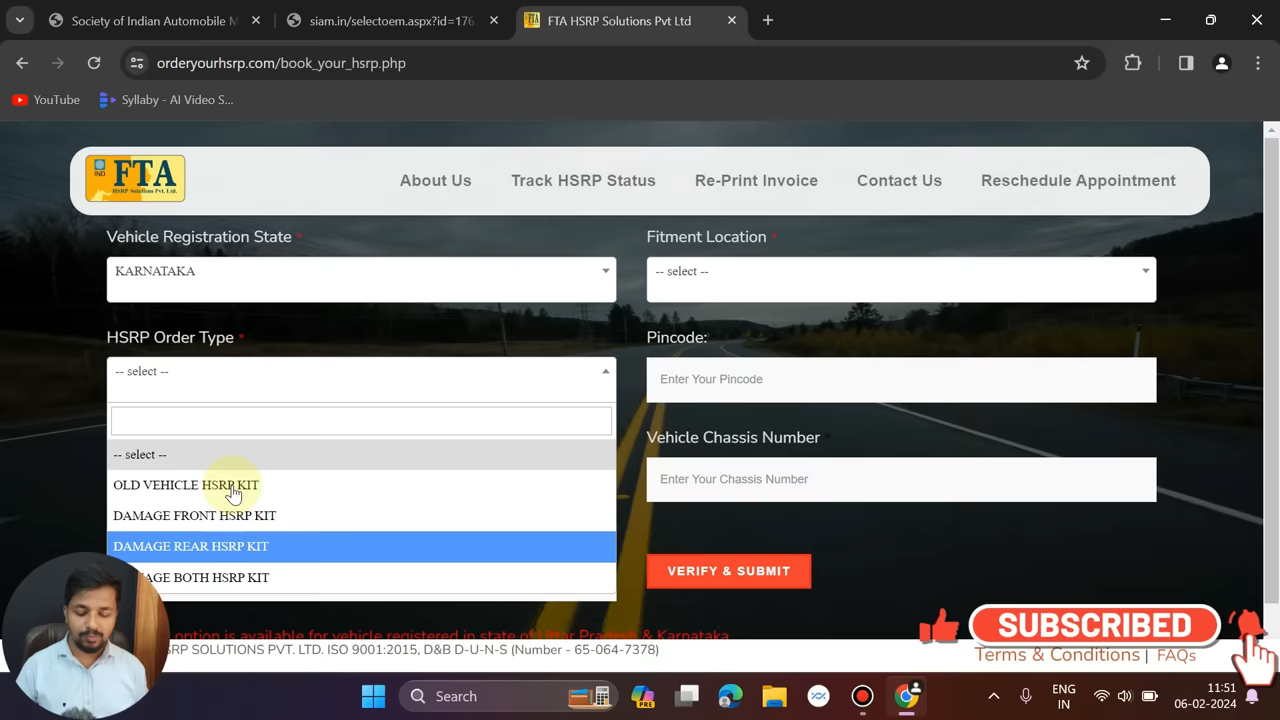 Society of Indian Automobile M
siam.in/selectoem.aspx?id=176
FTA HSRP Solutions Pvt Ltd
orderyourhsrp.com/book_your_hsrp.php
YouTube
Syllaby - AI Video S...
IND
FTA
HSRP Solutions Pvt. Ltd.
About Us
Track HSRP Status
Re-Print Invoice
Contact Us
Reschedule Appointment
Vehicle Registration State *
Fitment Location *
KARNATAKA
-- select --
HSRP Order Type *
Pincode:
-- select --
Enter Your Pincode
-- select --
Vehicle Chassis Number
OLD VEHICLE HSRP KIT
Enter Your Chassis Number
DAMAGE FRONT HSRP KIT
DAMAGE REAR HSRP KIT
AGE BOTH HSRP KIT
VERIFY & SUBMIT
SUBSCRIBED
option is available for vehicle registered in state of Uttar Pradesh & Karnataka
SRP SOLUTIONS PVT. LTD. ISO 9001:2015, D&B D-U-N-S (Number - 65-064-7378)
Terms & Conditions | FAQs
Search
PRE
ENG
IN
11:51
06-02-2024